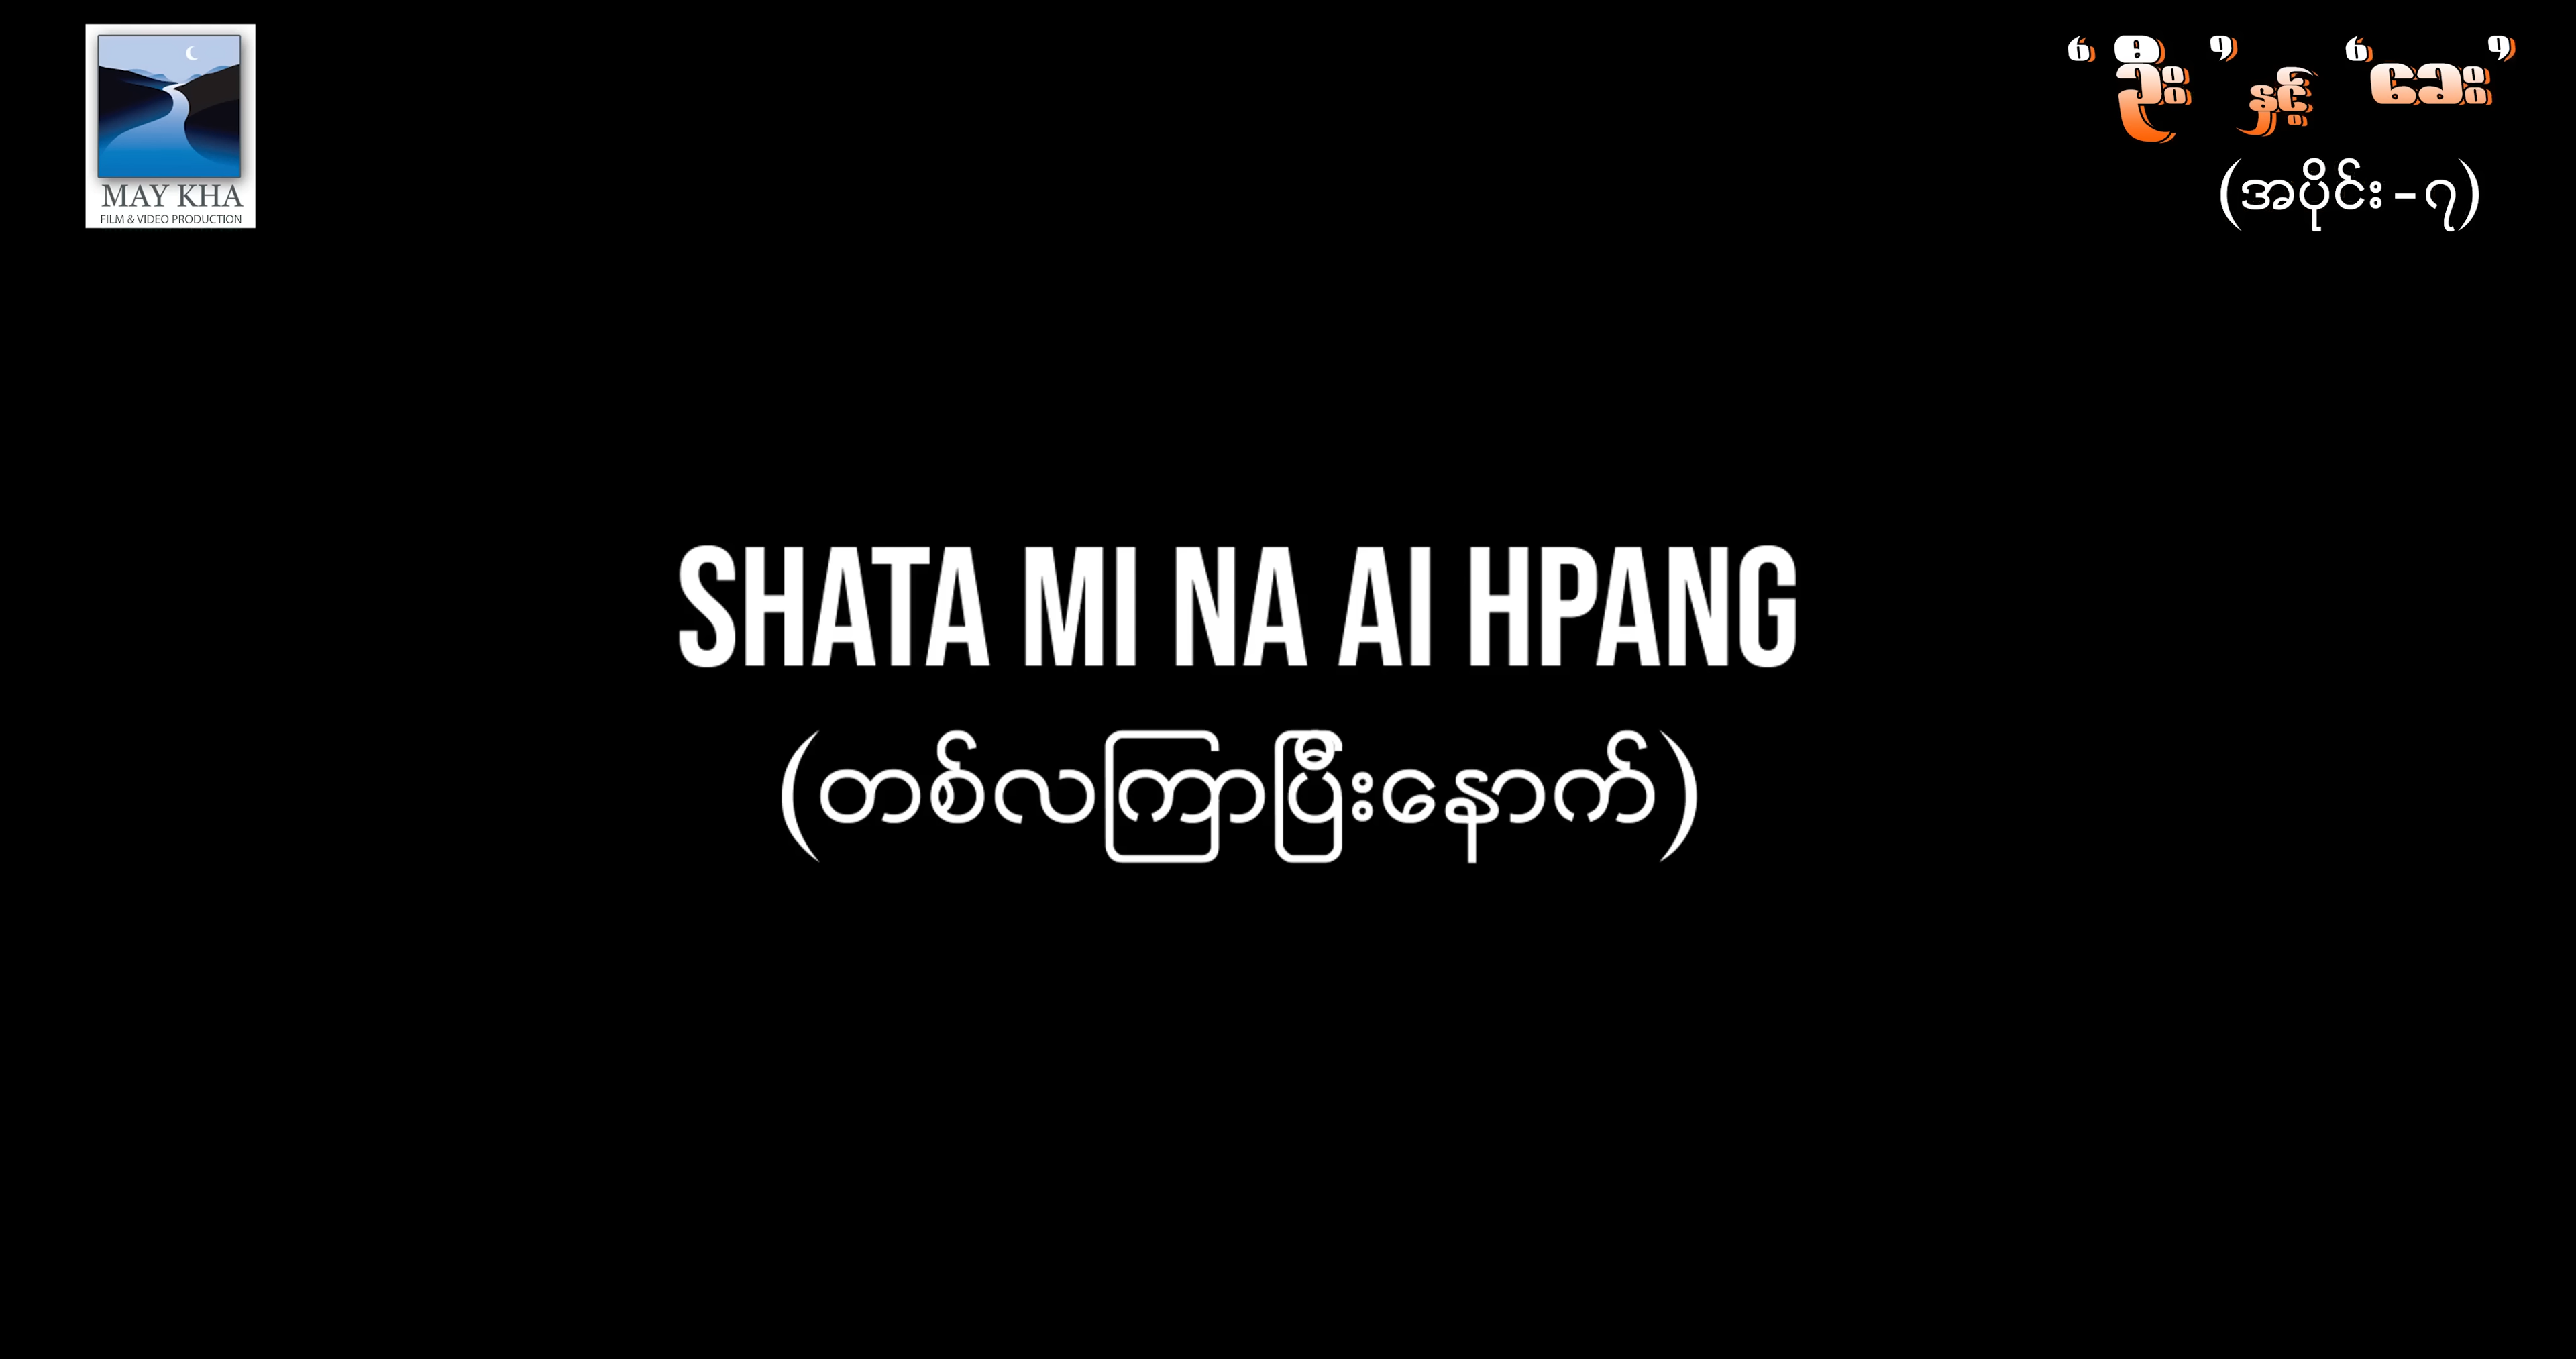 MAY KHA
FILM & VIDEO PRODUCTION
“ဦး”နှင့်“ခေး”
(အပိုင်း-၇)
SHATA MI NA AI HPANG
(တစ်လကြာပြီးနောက်)